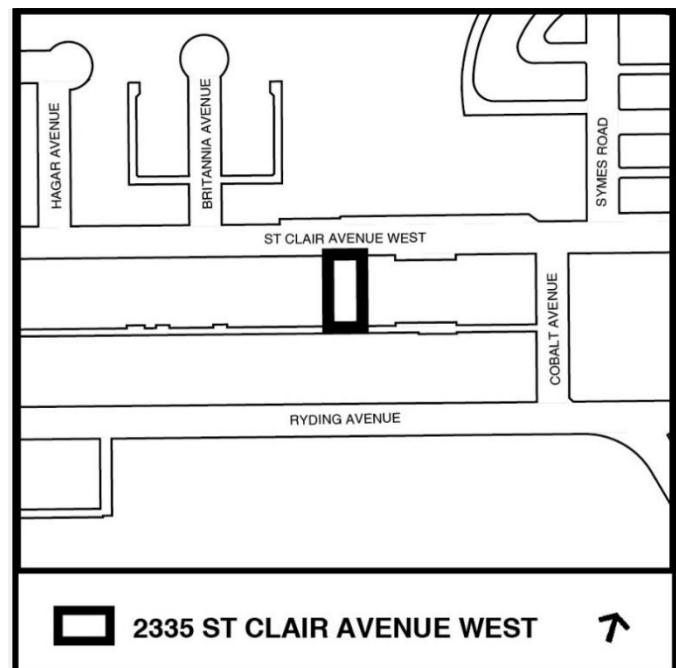 HAGAR AVENUE
BRITANNIA AVENUE
SYMES ROAD
ST CLAIR AVENUE WEST
COBALT AVENUE
RYDING AVENUE
2335 ST CLAIR AVENUE WEST